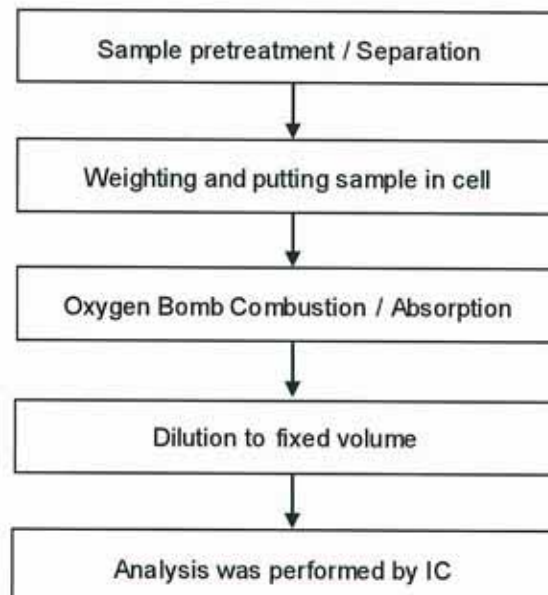 Sample pretreatment / Separation
Weighting and putting sample in cell
Oxygen Bomb Combustion / Absorption
Dilution to fixed volume
Analysis was performed by IC